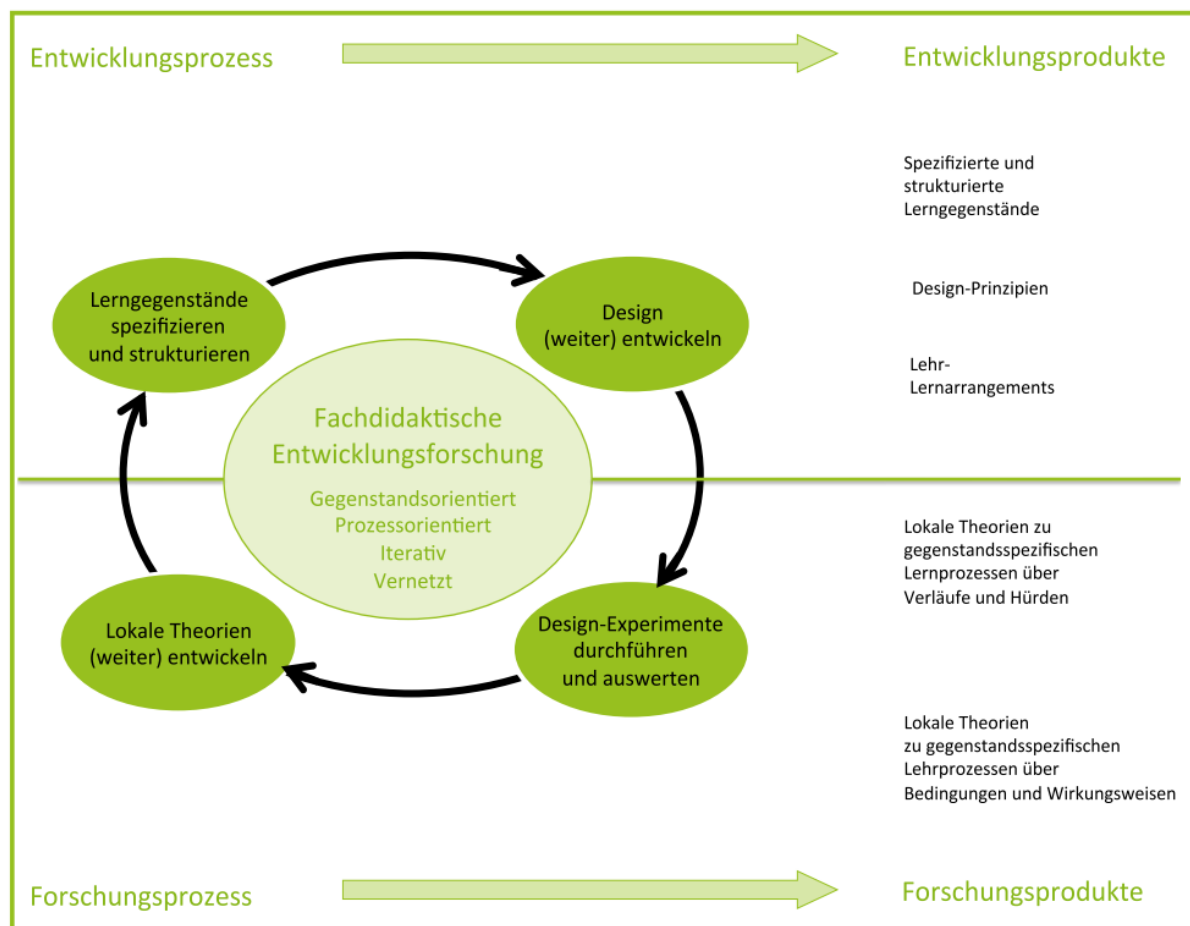 Entwicklungsprozess
Entwicklungsprodukte
Spezifizierte und
strukturierte
Lerngegenstände
Design-Prinzipien
Lehr-
Lernarrangements
Lerngegenstände
spezifizieren
und strukturieren
Design
(weiter) entwickeln
Fachdidaktische
Entwicklungsforschung
Gegenstandsorientiert
Prozessorientiert
Iterativ
Vernetzt
Lokale Theorien
(weiter) entwickeln
Design-Experimente
durchführen
und auswerten
Lokale Theorien zu
gegenstandsspezifischen
Lernprozessen über
Verläufe und Hürden
Lokale Theorien
zu gegenstandsspezifischen
Lehrprozessen über
Bedingungen und Wirkungsweisen
Forschungsprozess
Forschungsprodukte